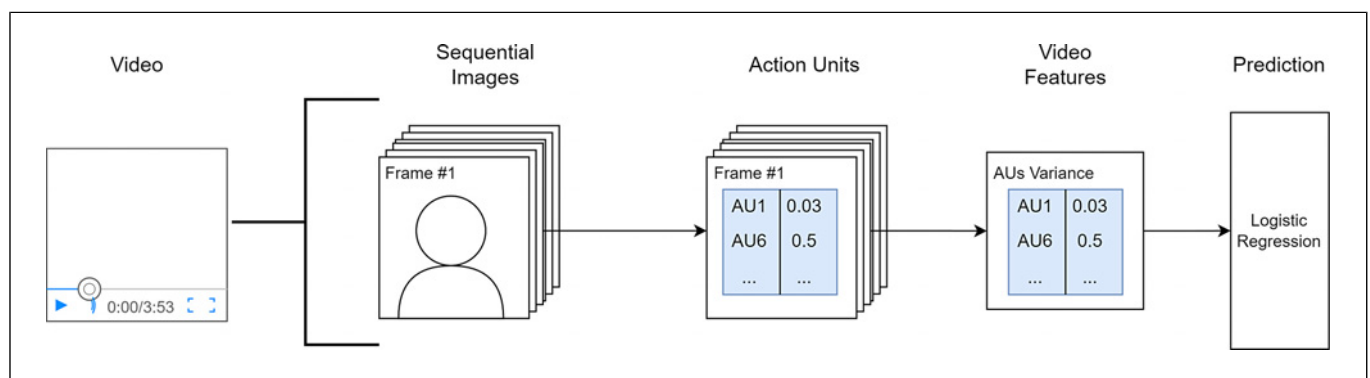 Video
Sequential
Images
Action Units
Video
Features
Prediction
0:00/3:53
Frame #1
Frame #1
AU1 0.03
AU6 0.5
... ...
AUs Variance
AU1 0.03
AU6 0.5
... ...
Logistic
Regression